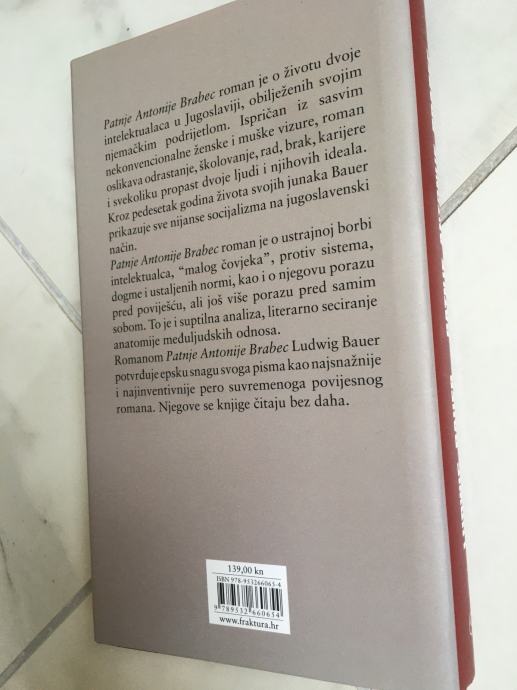 Patnje Antonije Brabec roman je o životu dvoje
intelektualaca u Jugoslaviji, obilježenih svojim
njemačkim podrijetlom. Ispričan iz sasvim
nekonvencionalne ženske i muške vizure, roman
oslikava odrastanje, školovanje, rad, brak, karijere
i svekoliku propast dvoje ljudi i njihovih ideala.
Kroz pedesetak godina života svojih junaka Bauer
prikazuje sve nijanse socijalizma na jugoslavenski
način.
Patnje Antonije Brabec roman je o ustrajnoj borbi
intelektualca, “malog čovjeka”, protiv sistema,
dogme i ustaljenih normi, kao i o njegovu porazu
pred poviješću, ali još više porazu pred samim
sobom. To je i suptilna analiza, literarno seciranje
anatomije međuljudskih odnosa.
Romanom Patnje Antonije Brabec Ludwig Bauer
potvrđuje epsku snagu svoga pisma kao najsnažnije
i najinventivnije pero suvremenoga povijesnog
romana. Njegove se knjige čitaju bez daha.
139,00 kn
ISBN 978-953266065-4
9 789532 660654
www.fraktura.hr